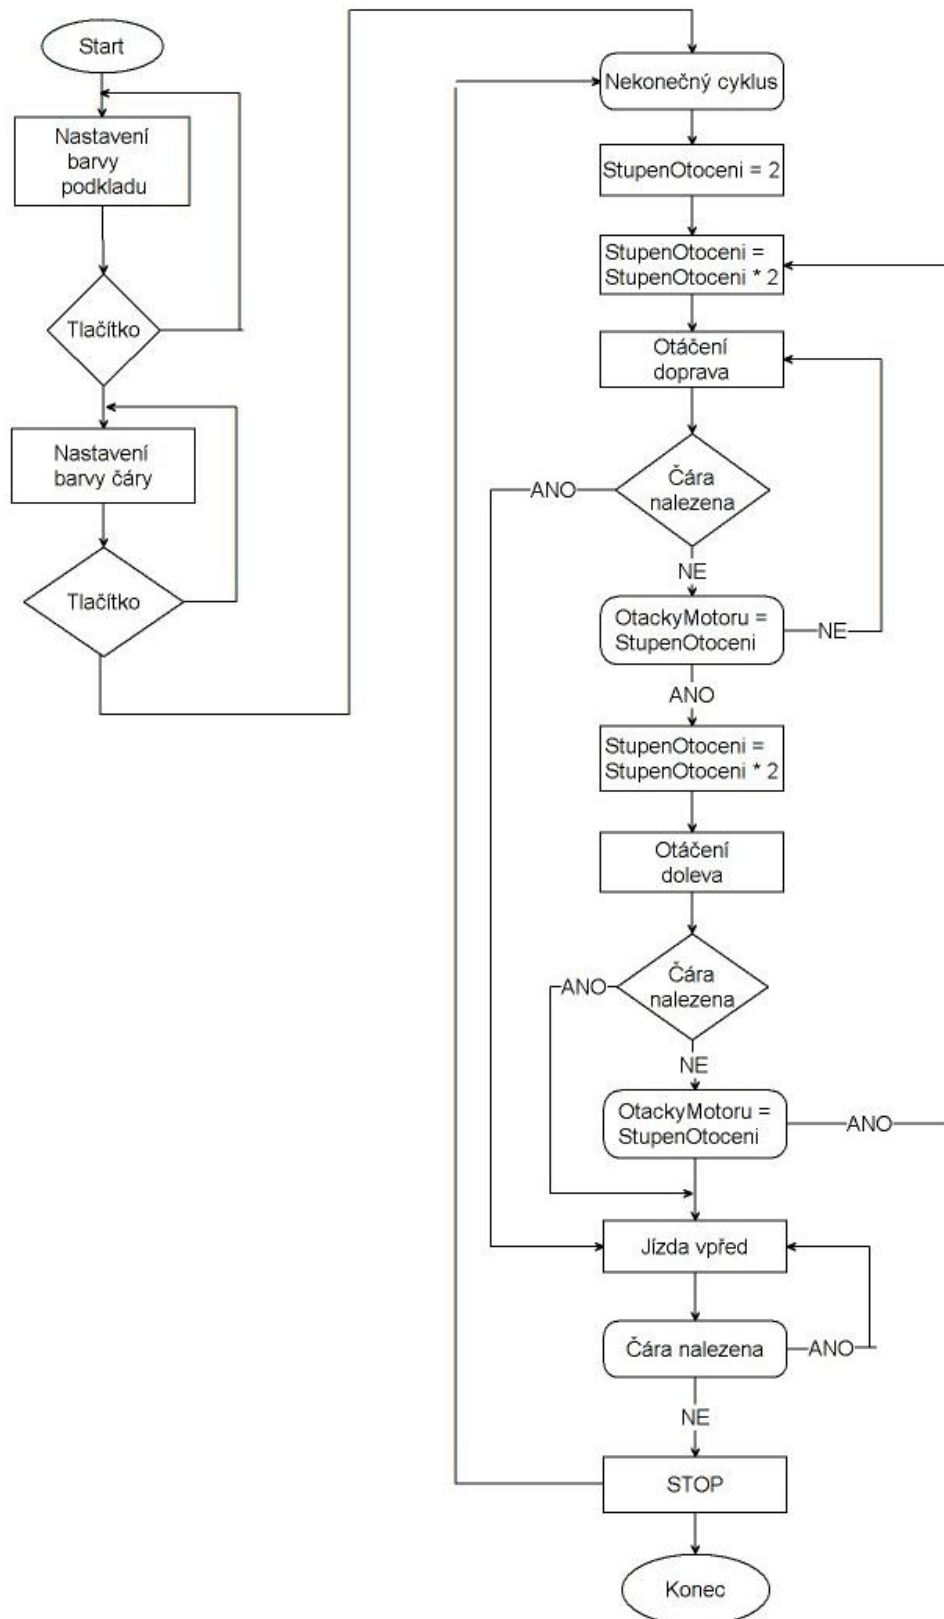 Start
Nastavení
barvy
podkladu
Tlačítko
Nastavení
barvy čáry
Tlačítko
Nekonečný cyklus
StupenOtoceni = 2
StupenOtoceni =
StupenOtoceni * 2
Otáčení
doprava
Čára
nalezena
ANO
NE
OtackyMotoru =
StupenOtoceni
NE
ANO
StupenOtoceni =
StupenOtoceni * 2
Otáčení
doleva
Čára
nalezena
ANO
NE
OtackyMotoru =
StupenOtoceni
ANO
Jízda vpřed
Čára nalezena
ANO
NE
STOP
Konec